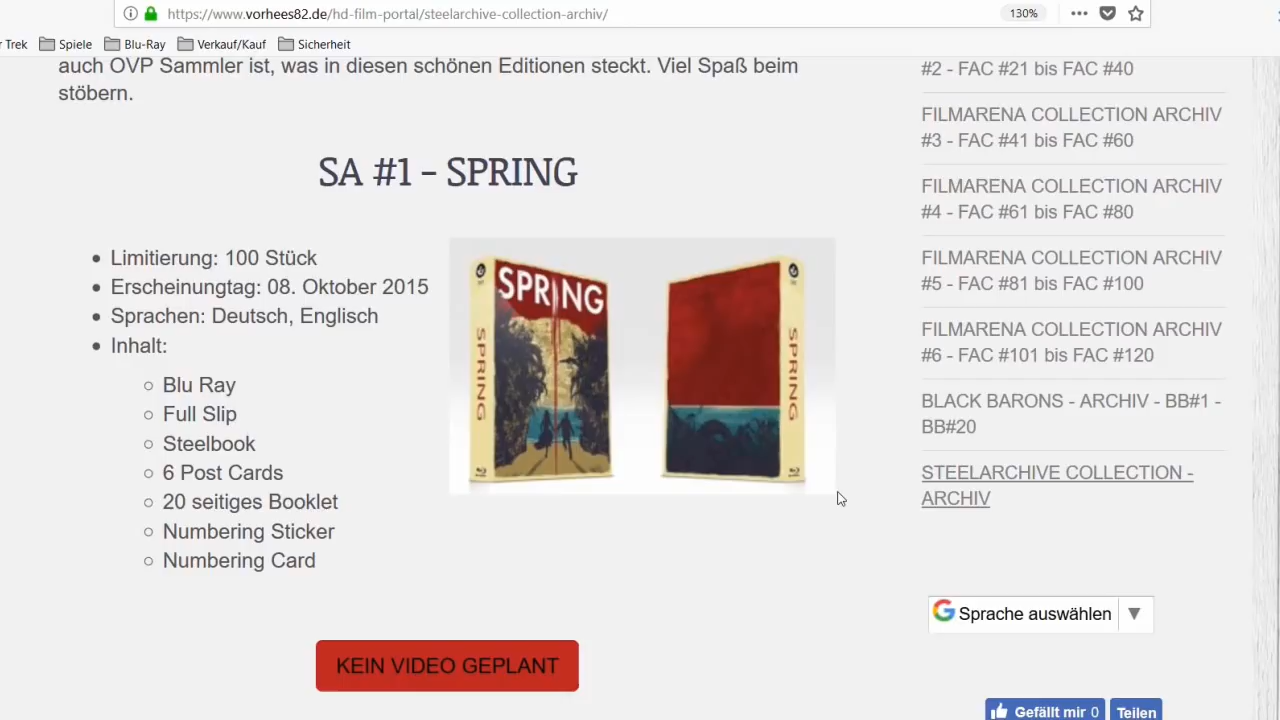 https://www.vorhees82.de/hd-film-portal/steelarchive-collection-archiv/
130%
Trek
Spiele
Blu-Ray
Verkauf/Kauf
Sicherheit
auch OVP Sammler ist, was in diesen schönen Editionen steckt. Viel Spaß beim
stöbern.
SA #1 - SPRING
Limitierung: 100 Stück
Erscheinungtag: 08. Oktober 2015
Sprachen: Deutsch, Englisch
Inhalt:
Blu Ray
Full Slip
Steelbook
6 Post Cards
20 seitiges Booklet
Numbering Sticker
Numbering Card
SPRING
SPRING
SPRING
KEIN VIDEO GEPLANT
#2 - FAC #21 bis FAC #40
FILMARENA COLLECTION ARCHIV
#3 - FAC #41 bis FAC #60
FILMARENA COLLECTION ARCHIV
#4 - FAC #61 bis FAC #80
FILMARENA COLLECTION ARCHIV
#5 - FAC #81 bis FAC #100
FILMARENA COLLECTION ARCHIV
#6 - FAC #101 bis FAC #120
BLACK BARONS - ARCHIV - BB#1 -
BB#20
STEELARCHIVE COLLECTION -
ARCHIV
Sprache auswählen
Gefällt mir 0
Teilen